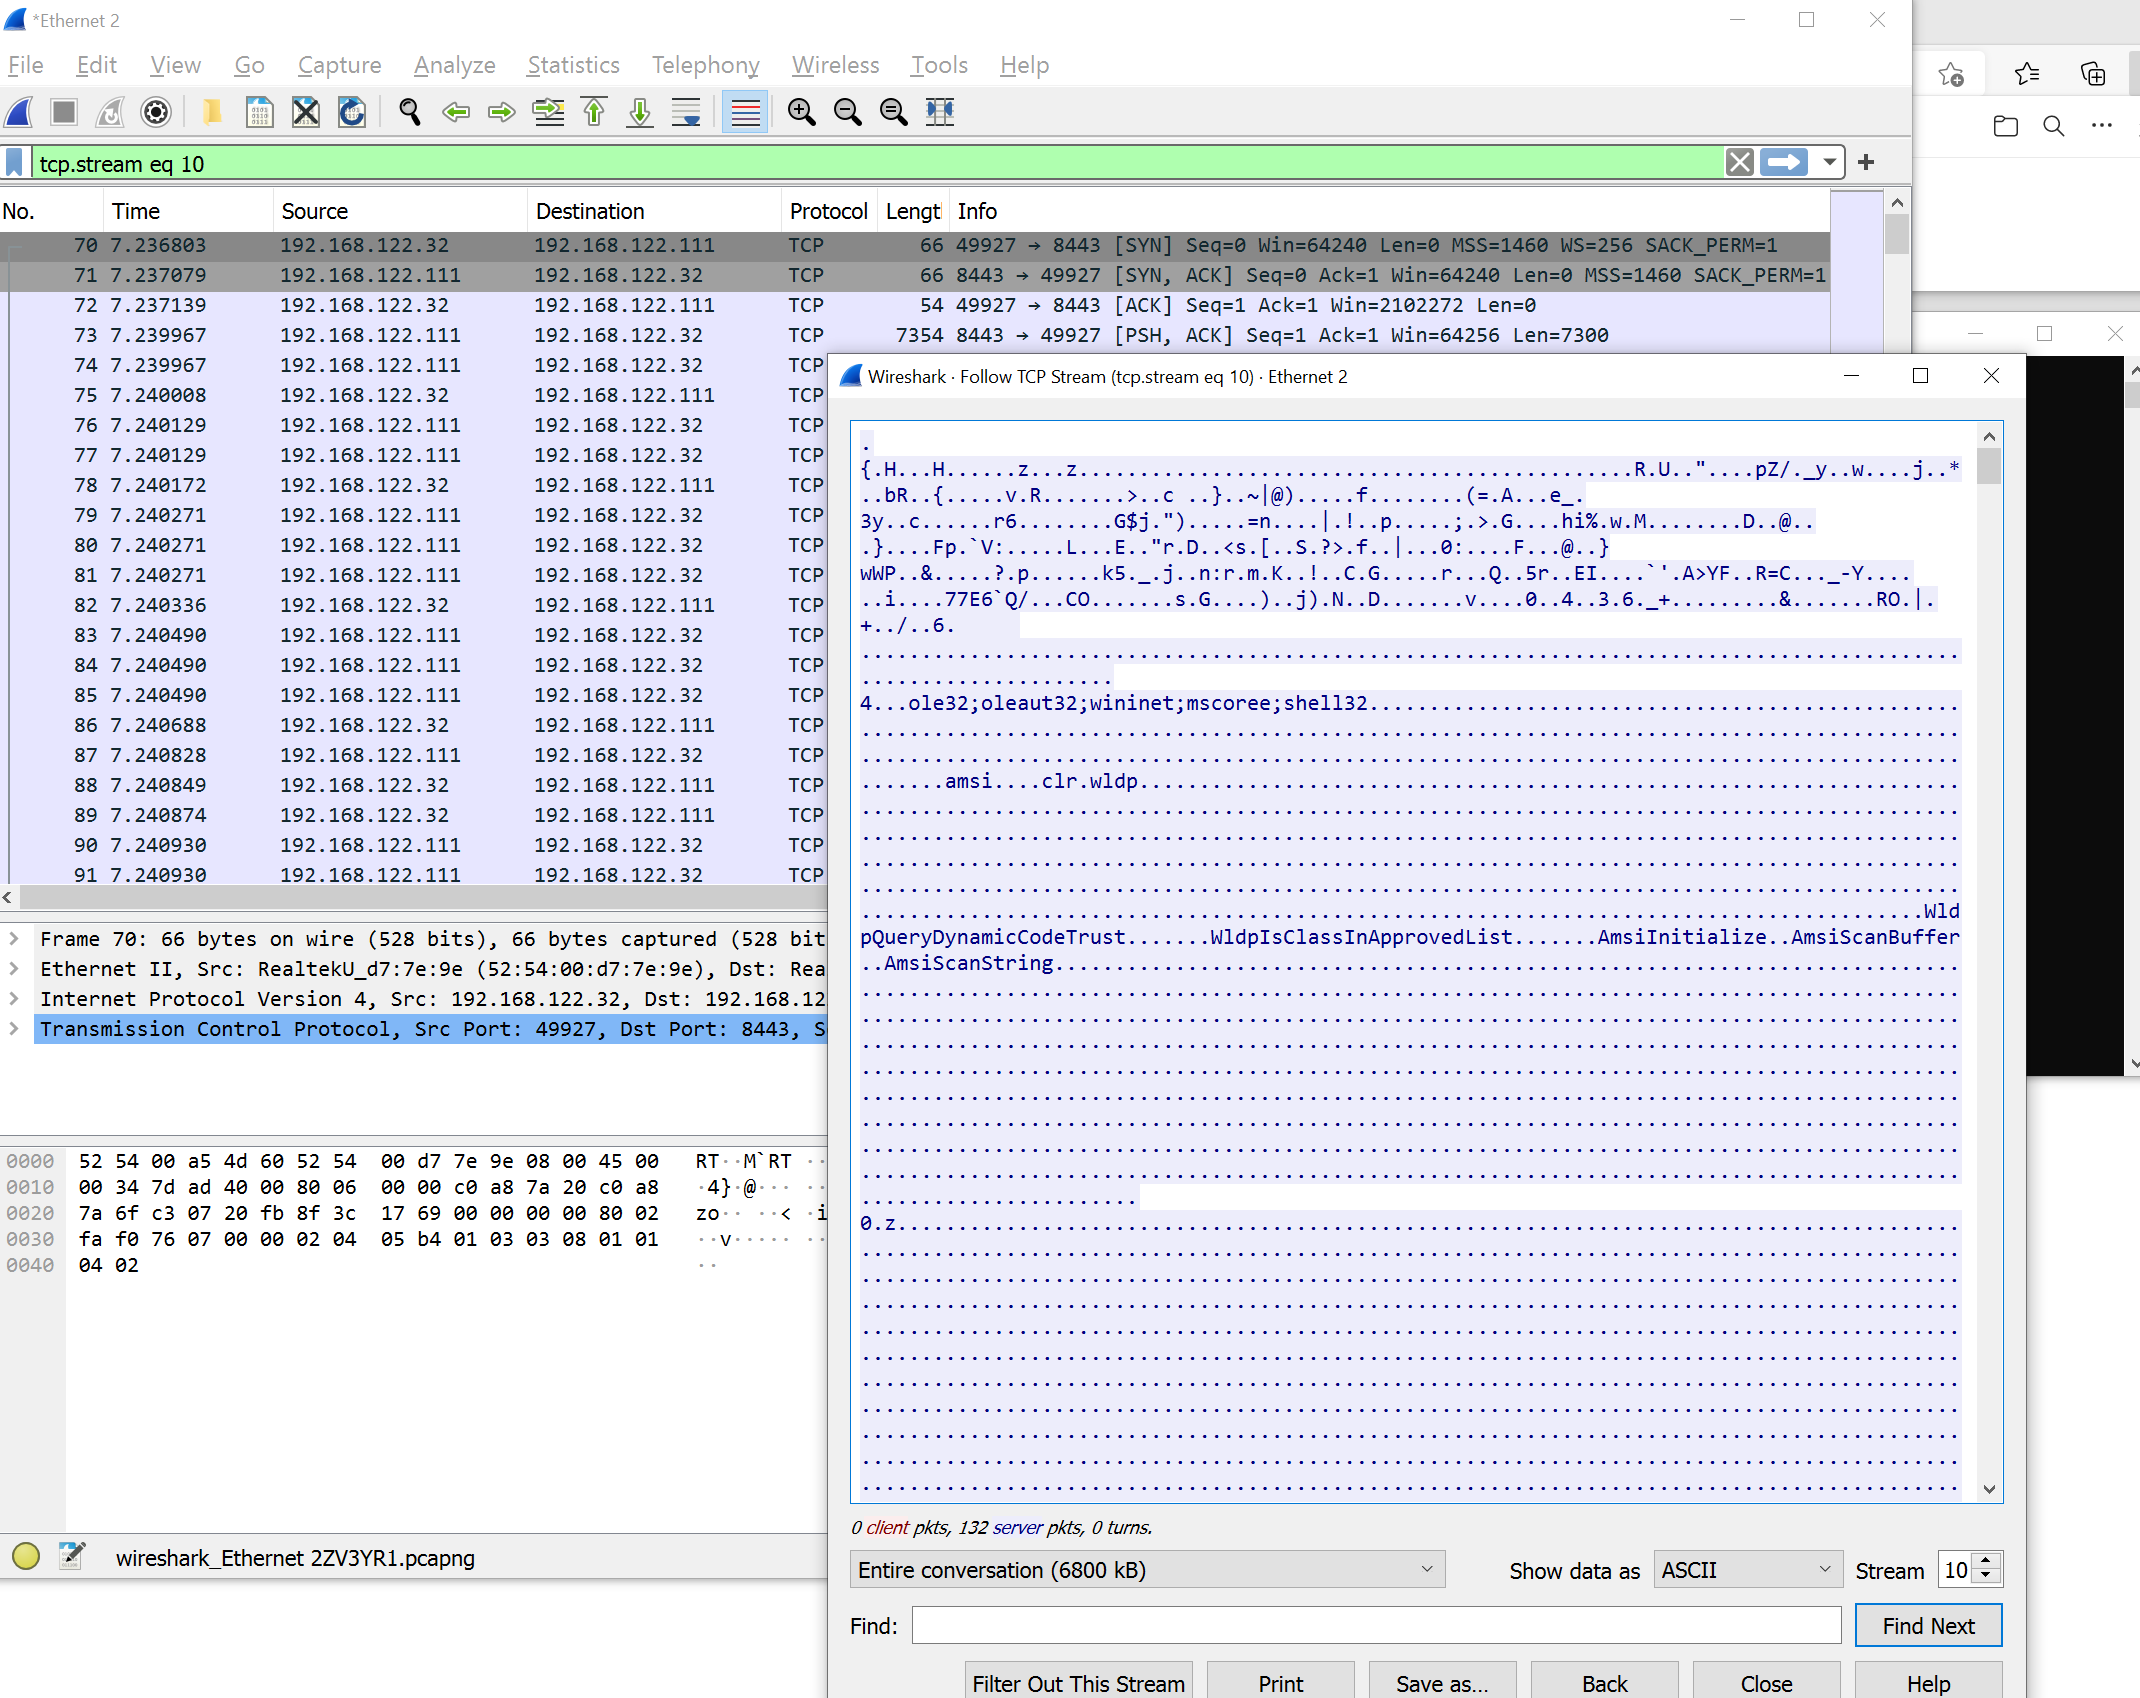 *Ethernet 2
File Edit View Go Capture Analyze Statistics Telephony Wireless Tools Help
tcp.stream eq 10
No. Time Source Destination Protocol Lengt Info
70 7.236803 192.168.122.32 192.168.122.111 TCP 66 49927 → 8443 [SYN] Seq=0 Win=64240 Len=0 MSS=1460 WS=256 SACK_PERM=1
71 7.237079 192.168.122.111 192.168.122.32 TCP 66 8443 → 49927 [SYN, ACK] Seq=0 Ack=1 Win=64240 Len=0 MSS=1460 SACK_PERM=1
72 7.237139 192.168.122.32 192.168.122.111 TCP 54 49927 → 8443 [ACK] Seq=1 Ack=1 Win=2102272 Len=0
73 7.239967 192.168.122.111 192.168.122.32 TCP 7354 8443 → 49927 [PSH, ACK] Seq=1 Ack=1 Win=64256 Len=7300
74 7.239967 192.168.122.111 192.168.122.32 TCP
75 7.240008 192.168.122.32 192.168.122.111 TCP
76 7.240129 192.168.122.111 192.168.122.32 TCP
77 7.240129 192.168.122.111 192.168.122.32 TCP
78 7.240172 192.168.122.32 192.168.122.111 TCP
79 7.240271 192.168.122.111 192.168.122.32 TCP
80 7.240271 192.168.122.111 192.168.122.32 TCP
81 7.240271 192.168.122.111 192.168.122.32 TCP
82 7.240336 192.168.122.32 192.168.122.111 TCP
83 7.240490 192.168.122.111 192.168.122.32 TCP
84 7.240490 192.168.122.111 192.168.122.32 TCP
85 7.240490 192.168.122.111 192.168.122.32 TCP
86 7.240688 192.168.122.32 192.168.122.111 TCP
87 7.240828 192.168.122.111 192.168.122.32 TCP
88 7.240849 192.168.122.32 192.168.122.111 TCP
89 7.240874 192.168.122.32 192.168.122.111 TCP
90 7.240930 192.168.122.111 192.168.122.32 TCP
91 7.240930 192.168.122.111 192.168.122.32 TCP
Frame 70: 66 bytes on wire (528 bits), 66 bytes captured (528 bit
Ethernet II, Src: RealtekU_d7:7e:9e (52:54:00:d7:7e:9e), Dst: Rea
Internet Protocol Version 4, Src: 192.168.122.32, Dst: 192.168.12
Transmission Control Protocol, Src Port: 49927, Dst Port: 8443, S
0000 52 54 00 a5 4d 60 52 54 00 d7 7e 9e 08 00 45 00 RT··M`RT ··
0010 00 34 7d ad 40 00 80 06 00 00 c0 a8 7a 20 c0 a8 ·4}·@··· ··
0020 7a 6f c3 07 20 fb 8f 3c 17 69 00 00 00 00 80 02 zo·· ··< ·i
0030 fa f0 76 07 00 00 02 04 05 b4 01 03 03 08 01 01 ··v····· ··
0040 04 02 ··
wireshark_Ethernet 2ZV3YR1.pcapng
Wireshark · Follow TCP Stream (tcp.stream eq 10) · Ethernet 2
.
{.H...H......z...z..............................................R.U.."....pZ/._y..w....j..*
..bR..{.....v.R.......>..c ..}..~|@).....f........(=.A...e_.
3y..c......r6........G$j.").....=n....|.!..p.....;.>.G....hi%.w.M........D..@..
.}....Fp.`V:.....L...E.."r.D..<s.[..S.?>.f..|...0:....F...@..}
wWP..&.....?.p......k5._.j..n:r.m.K..!..C.G.....r...Q..5r..EI....`'.A>YF..R=C..._-Y....
..i....77E6`Q/...CO........s.G....)..j).N..D.......v....0..4..3.6._+.........&.......RO.|.
+../..6.
4...ole32;oleaut32;wininet;mscoree;shell32.................................................
.......amsi....clr.wldp....................................................................
........................................................................................Wld
pQueryDynamicCodeTrust.......WldpIsClassInApprovedList.......AmsiInitialize..AmsiScanBuffer
..AmsiScanString...........................................................................
0.z........................................................................................
0 client pkts, 132 server pkts, 0 turns.
Entire conversation (6800 kB) Show data as ASCII Stream 10
Find: Find Next
Filter Out This Stream Print Save as... Back Close Help